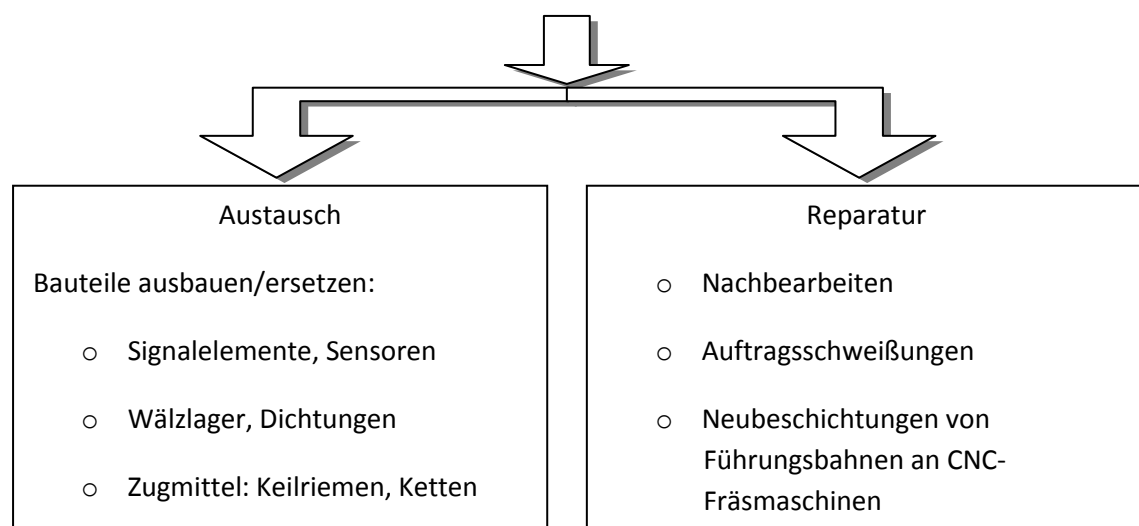 Austausch
Bauteile ausbauen/ersetzen:
o Signalelemente, Sensoren
o Wälzlager, Dichtungen
o Zugmittel: Keilriemen, Ketten
Reparatur
o Nachbearbeiten
o Auftragsschweißungen
o Neubeschichtungen von
Führungsbahnen an CNC-
Fräsmaschinen